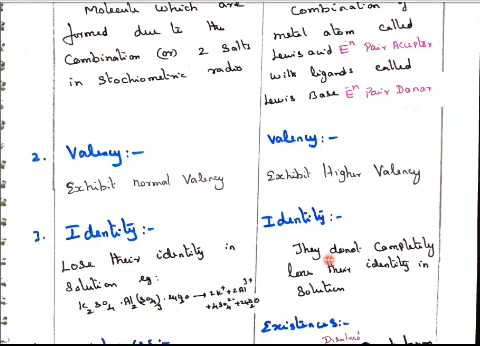 Molecule which are
formed due to the
Combination (or) 2 Salts
in Stochiometric radio
Combination of
metal atom called
Lewis acid E^n Pair Acceptor
with ligands called
Lewis Base E^n Pair Donar
2. Valency:-
Exhibit normal Valency
Valency:-
Exhibit Higher Valency
3. Identity:-
Lose their identity in
Solution eg:
K2SO4 · Al2(SO4)3 · 24H2O → 2K+ + 2Al3+
+4SO4^2- + 24H2O
Identity:-
They donot Completely
lose their identity in
Solution
Existences:-